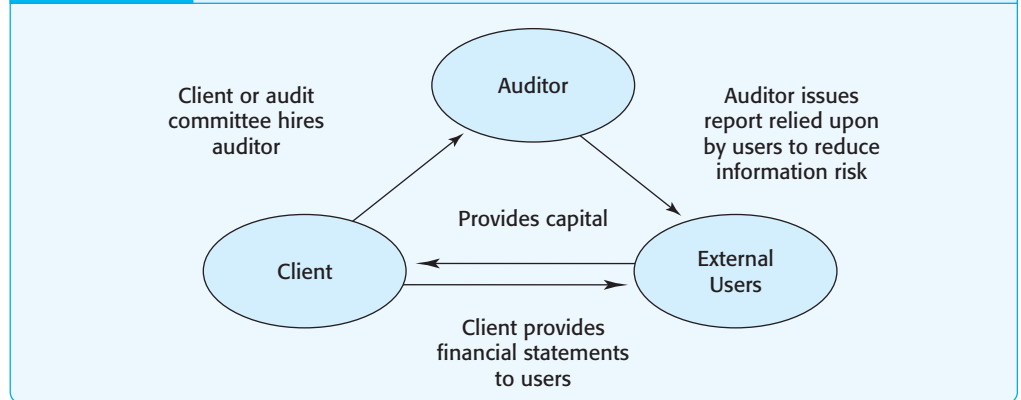 Auditor
Client or audit
committee hires
auditor
Auditor issues
report relied upon
by users to reduce
information risk
Provides capital
Client
External
Users
Client provides
financial statements
to users